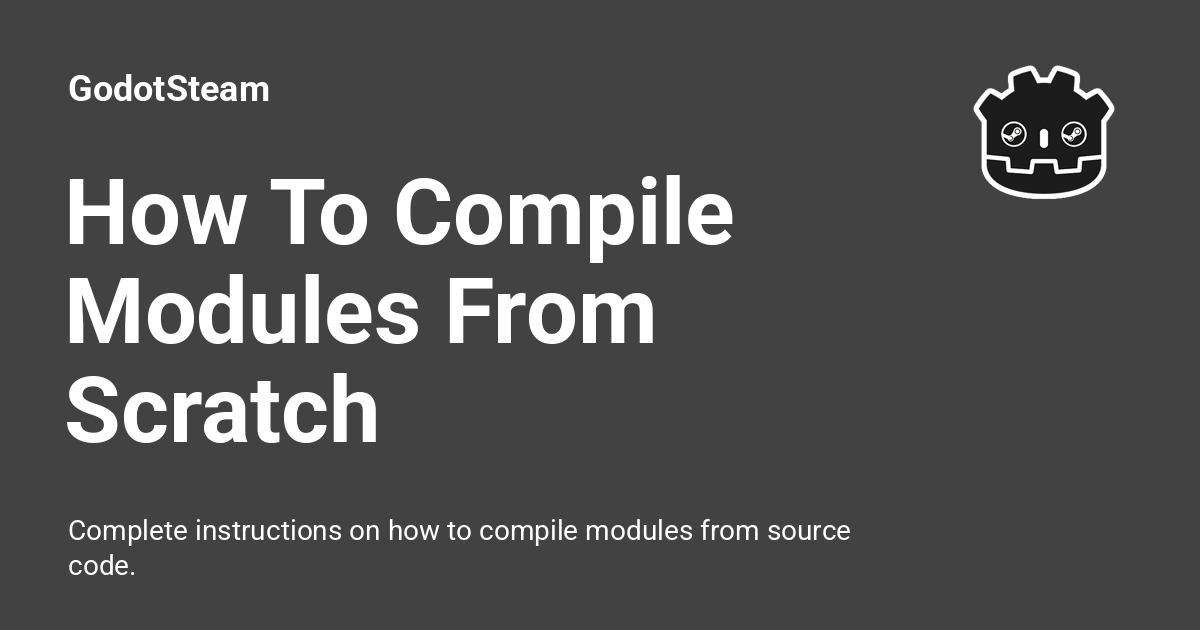 GodotSteam
How To Compile
Modules From
Scratch
Complete instructions on how to compile modules from source
code.